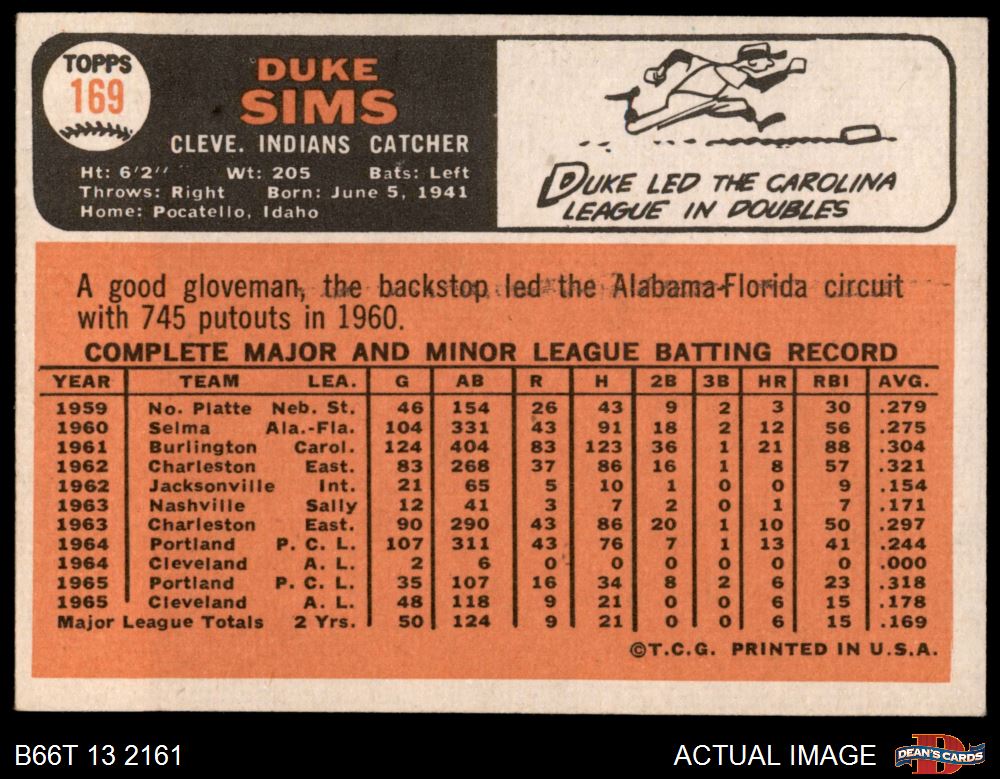 TOPPS
169
DUKE
SIMS
CLEVE. INDIANS CATCHER
Ht: 6'2" Wt: 205 Bats: Left
Throws: Right Born: June 5, 1941
Home: Pocatello, Idaho
DUKE LED THE CAROLINA
LEAGUE IN DOUBLES
A good gloveman, the backstop led the Alabama-Florida circuit
with 745 putouts in 1960.
COMPLETE MAJOR AND MINOR LEAGUE BATTING RECORD
YEAR TEAM LEA. G AB R H 2B 3B HR RBI AVG.
1959 No. Platte Neb. St. 46 154 26 43 9 2 3 30 .279
1960 Selma Ala.-Fla. 104 331 43 91 18 2 12 56 .275
1961 Burlington Carol. 124 404 83 123 36 1 21 88 .304
1962 Charleston East. 83 268 37 86 16 1 8 57 .321
1962 Jacksonville Int. 21 65 5 10 1 0 0 9 .154
1963 Nashville Sally 12 41 3 7 2 0 1 7 .171
1963 Charleston East. 90 290 43 86 20 1 10 50 .297
1964 Portland P. C. L. 107 311 43 76 7 1 13 41 .244
1964 Cleveland A. L. 2 6 0 0 0 0 0 0 .000
1965 Portland P. C. L. 35 107 16 34 8 2 6 23 .318
1965 Cleveland A. L. 48 118 9 21 0 0 6 15 .178
Major League Totals 2 Yrs. 50 124 9 21 0 0 6 15 .169
©T.C.G. PRINTED IN U.S.A.
B66T 13 2161 ACTUAL IMAGE DEAN'S CARDS